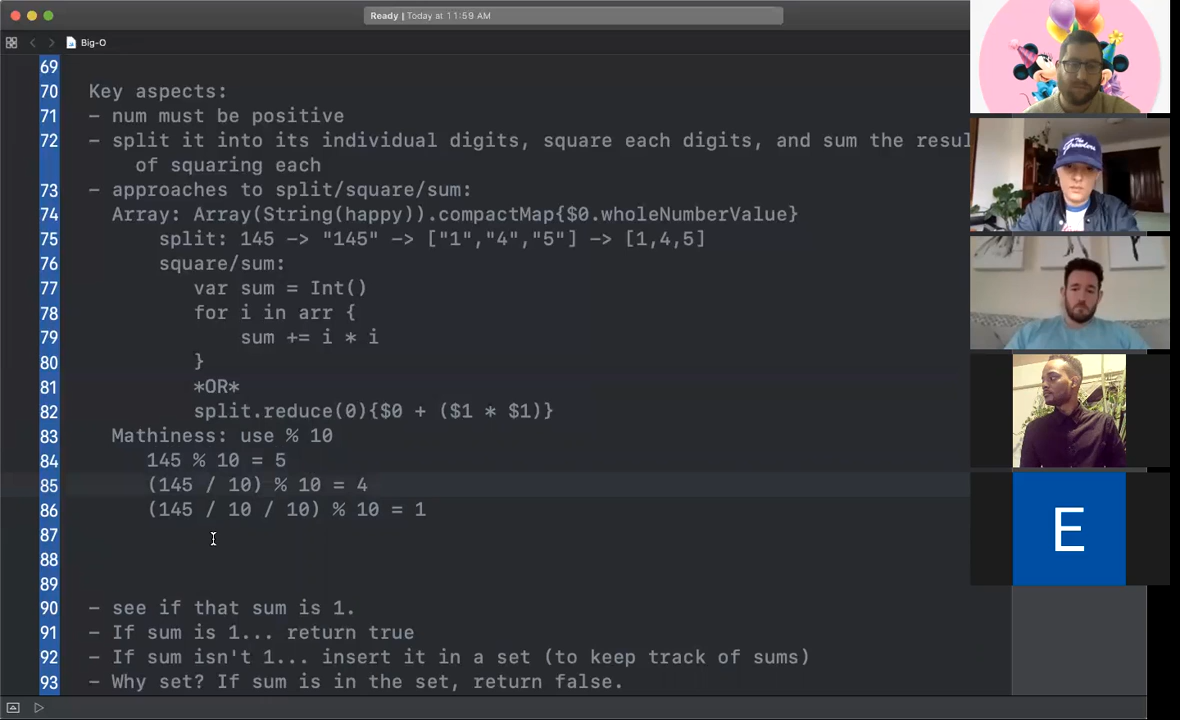 Ready | Today at 11:59 AM
Big-O
69
70 Key aspects:
71 - num must be positive
72 - split it into its individual digits, square each digits, and sum the resul
of squaring each
73 - approaches to split/square/sum:
74 Array: Array(String(happy)).compactMap{$0.wholeNumberValue}
75 split: 145 -> "145" -> ["1","4","5"] -> [1,4,5]
76 square/sum:
77 var sum = Int()
78 for i in arr {
79 sum += i * i
80 }
81 *OR*
82 split.reduce(0){$0 + ($1 * $1)}
83 Mathiness: use % 10
84 145 % 10 = 5
85 (145 / 10) % 10 = 4
86 (145 / 10 / 10) % 10 = 1
87
88
89
90 - see if that sum is 1.
91 - If sum is 1... return true
92 - If sum isn't 1... insert it in a set (to keep track of sums)
93 - Why set? If sum is in the set, return false.
E